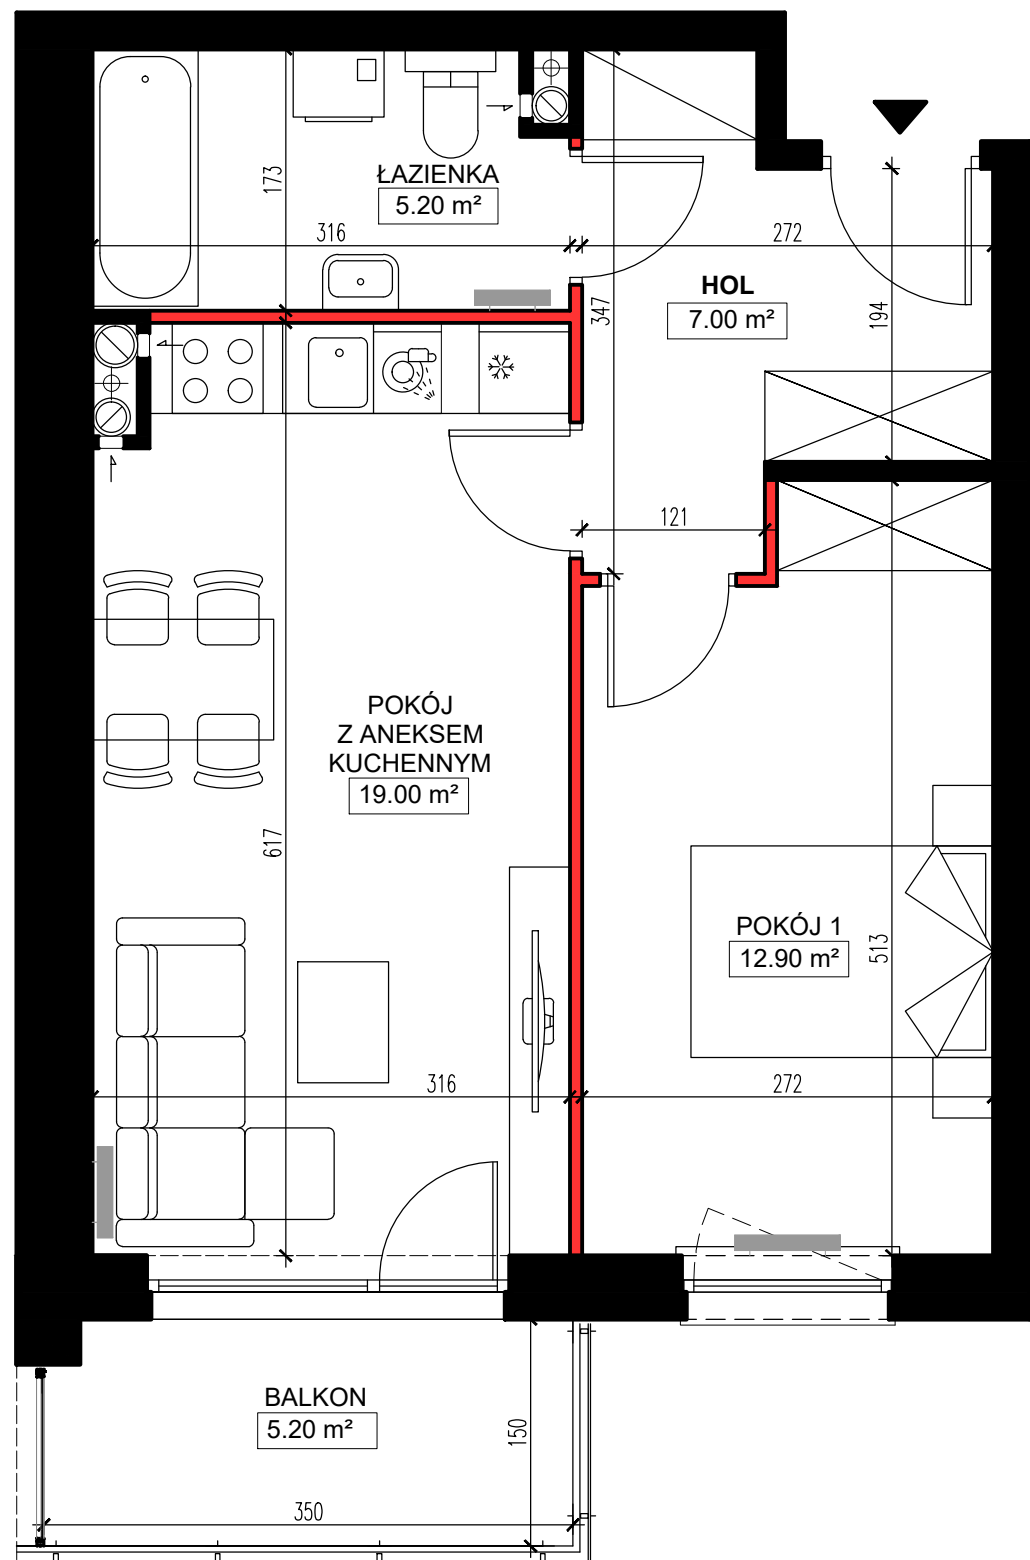 ŁAZIENKA
5.20 m²
173
316
272
HOL
7.00 m²
347
194
121
POKÓJ
Z ANEKSEM
KUCHENNYM
19.00 m²
617
POKÓJ 1
12.90 m²
513
316
272
BALKON
5.20 m²
150
350